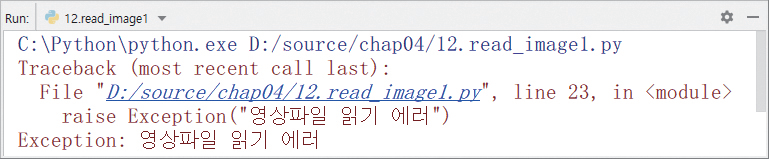 Run: 12.read_image1
C:\Python\python.exe D:/source/chap04/12.read_image1.py
Traceback (most recent call last):
  File "D:/source/chap04/12.read_image1.py", line 23, in <module>
    raise Exception("영상파일 읽기 에러")
Exception: 영상파일 읽기 에러